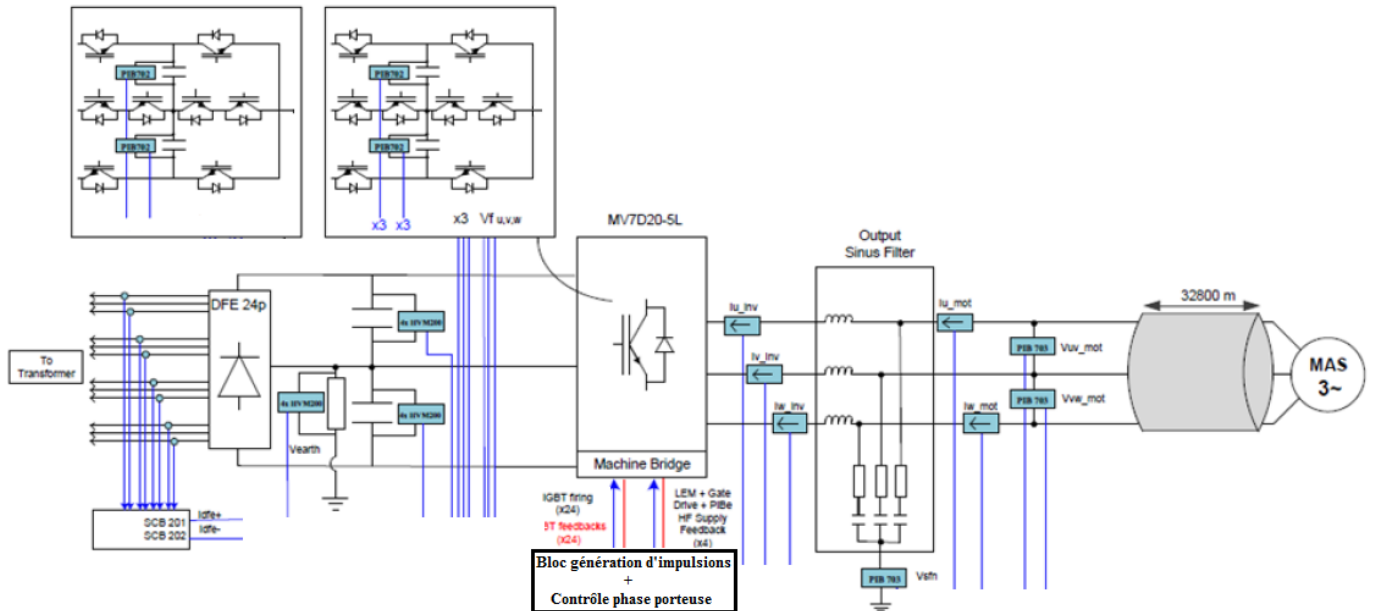 PIB702
PIB702
PIB702
PIB702
x3 x3
x3 Vf u,v,w
MV7D20-5L
Output
Sinus Filter
32800 m
DFE 24p
To
Transformer
4x HVM200
4x HVM200
4x HVM200
Vearth
Iu_inv
Iv_inv
Iw_inv
Iu_mot
Iw_mot
PIB 703
Vuv_mot
PIB 703
Vvw_mot
MAS
3~
Machine Bridge
SCB 201
SCB 202
Idfe+
Idfe-
IGBT firing
(x24)
BT feedbacks
(x24)
LEM + Gate
Drive + PIBe
HF Supply
Feedback
(x4)
PIB 703
Vsfn
Bloc génération d'impulsions
+
Contrôle phase porteuse